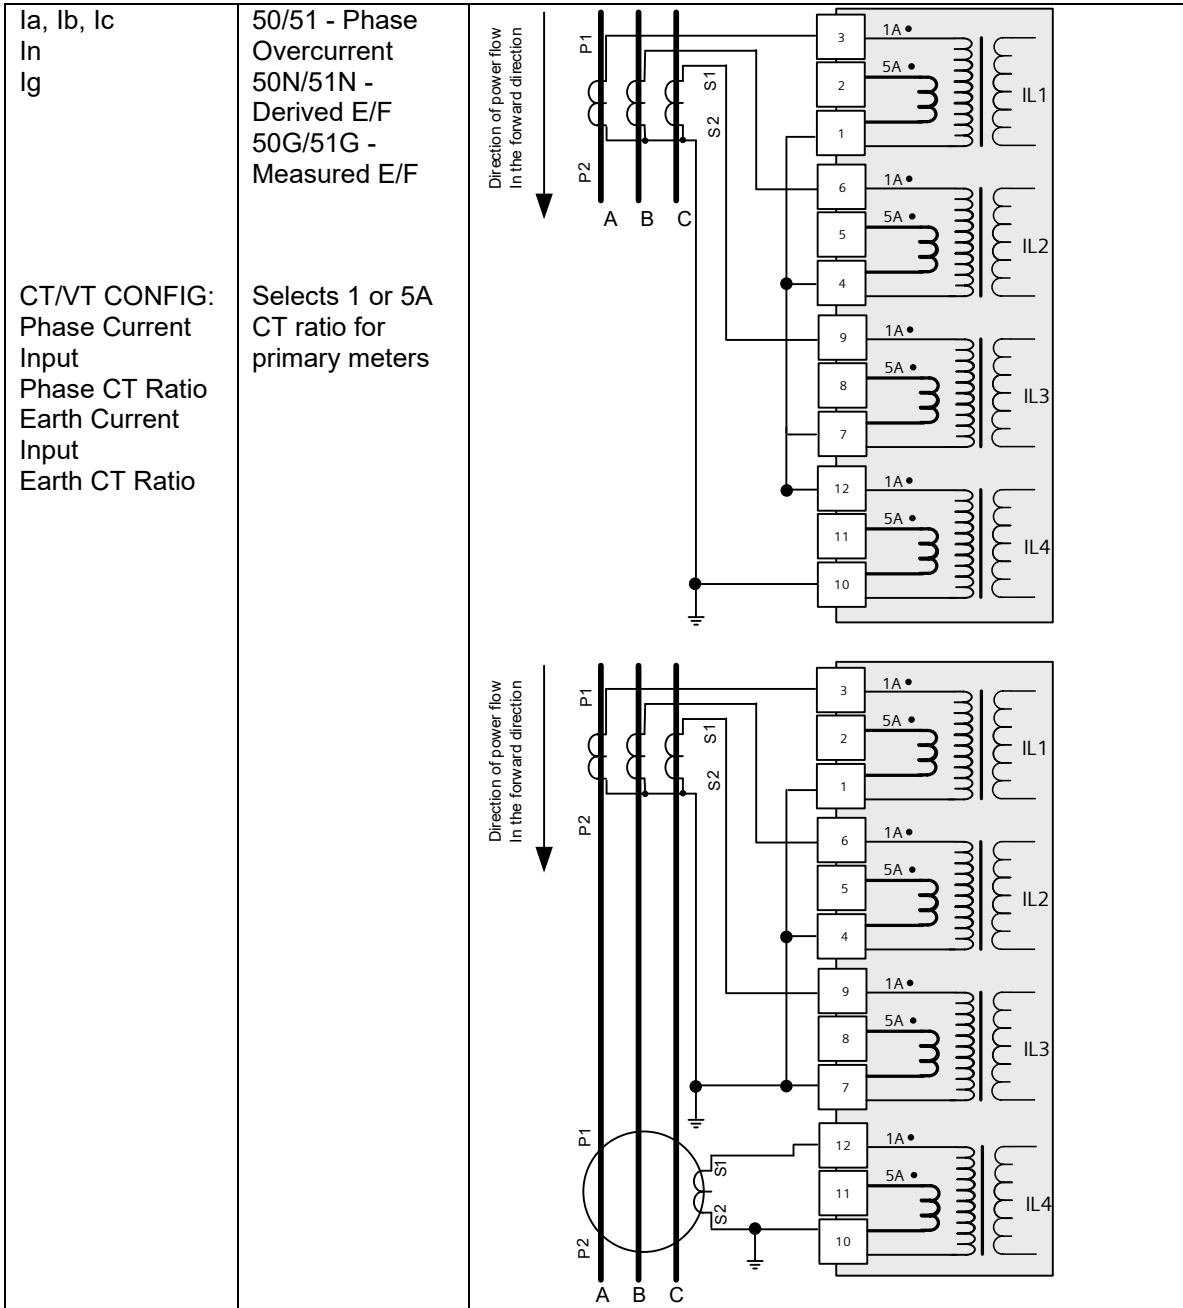 Ia, Ib, Ic
In
Ig
CT/VT CONFIG:
Phase Current
Input
Phase CT Ratio
Earth Current
Input
Earth CT Ratio
50/51 - Phase
Overcurrent
50N/51N -
Derived E/F
50G/51G -
Measured E/F
Selects 1 or 5A
CT ratio for
primary meters
Direction of power flow
In the forward direction
P1
P2
S1
S2
A B C
3
2
1
6
5
4
9
8
7
12
11
10
1A
5A
IL1
1A
5A
IL2
1A
5A
IL3
1A
5A
IL4
Direction of power flow
In the forward direction
P1
P2
S1
S2
P1
P2
S1
S2
A B C
3
2
1
6
5
4
9
8
7
12
11
10
1A
5A
IL1
1A
5A
IL2
1A
5A
IL3
1A
5A
IL4